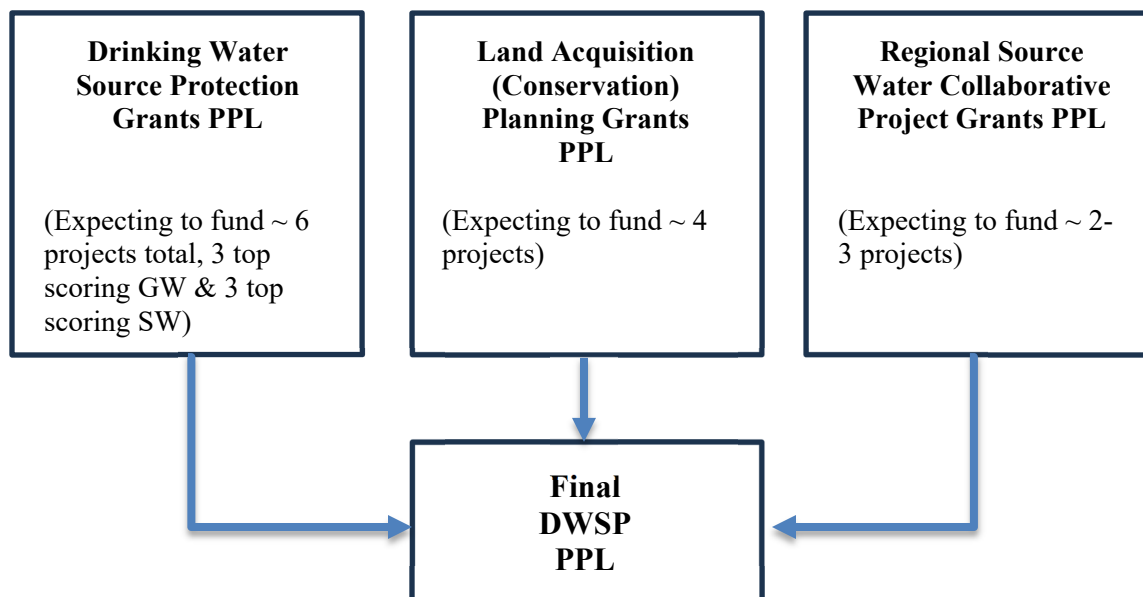 Drinking Water
Source Protection
Grants PPL
(Expecting to fund ~ 6
projects total, 3 top
scoring GW & 3 top
scoring SW)
Land Acquisition
(Conservation)
Planning Grants
PPL
(Expecting to fund ~ 4
projects)
Regional Source
Water Collaborative
Project Grants PPL
(Expecting to fund ~ 2-
3 projects)
Final
DWSP
PPL